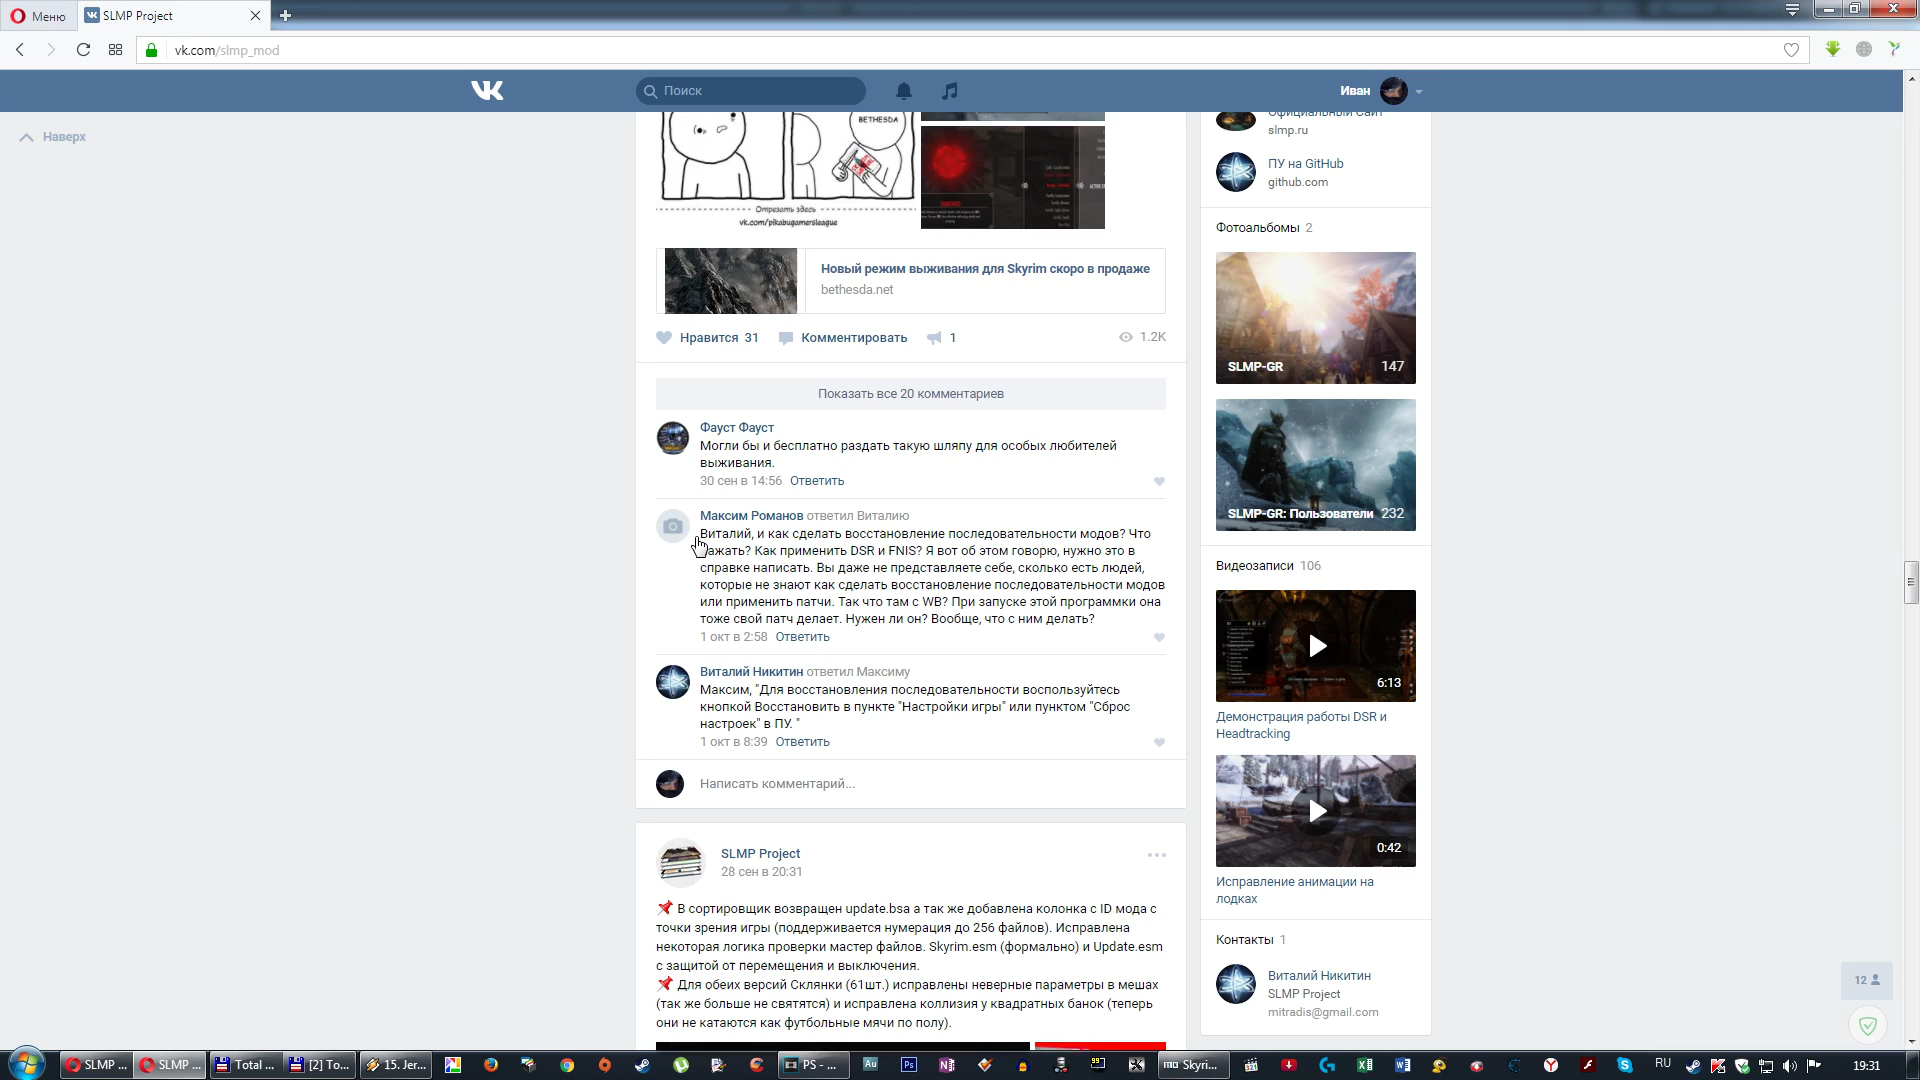 Меню
SLMP Project
vk.com/slmp_mod
Поиск
Иван
Наверх
BETHESDA
Отрезать здесь
vk.com/pikabugamersleague
Новый режим выживания для Skyrim скоро в продаже
bethesda.net
Нравится 31
Комментировать
1
1.2K
Показать все 20 комментариев
Фауст Фауст
Могли бы и бесплатно раздать такую шляпу для особых любителей
выживания.
30 сен в 14:56 Ответить
Максим Романов ответил Виталию
Виталий, и как сделать восстановление последовательности модов? Что
ажать? Как применить DSR и FNIS? Я вот об этом говорю, нужно это в
справке написать. Вы даже не представляете себе, сколько есть людей,
которые не знают как сделать восстановление последовательности модов
или применить патчи. Так что там с WB? При запуске этой программки она
тоже свой патч делает. Нужен ли он? Вообще, что с ним делать?
1 окт в 2:58 Ответить
Виталий Никитин ответил Максиму
Максим, "Для восстановления последовательности воспользуйтесь
кнопкой Восстановить в пункте "Настройки игры" или пунктом "Сброс
настроек" в ПУ. "
1 окт в 8:39 Ответить
Написать комментарий...
SLMP Project
28 сен в 20:31
В сортировщик возвращен update.bsa а так же добавлена колонка с ID мода с
точки зрения игры (поддерживается нумерация до 256 файлов). Исправлена
некоторая логика проверки мастер файлов. Skyrim.esm (формально) и Update.esm
с защитой от перемещения и выключения.
Для обеих версий Склянки (61шт.) исправлены неверные параметры в мешах
(так же больше не святятся) и исправлена коллизия у квадратных банок (теперь
они не катаются как футбольные мячи по полу).
Официальный Сайт
slmp.ru
ПУ на GitHub
github.com
Фотоальбомы 2
SLMP-GR 147
SLMP-GR: Пользователи 232
Видеозаписи 106
6:13
Демонстрация работы DSR и
Headtracking
0:42
Исправление анимации на
лодках
Контакты 1
Виталий Никитин
SLMP Project
mitradis@gmail.com
12
SLMP ...
SLMP ...
Total ...
[2] To...
15. Jer...
PS - ...
Skyri...
RU
19:31